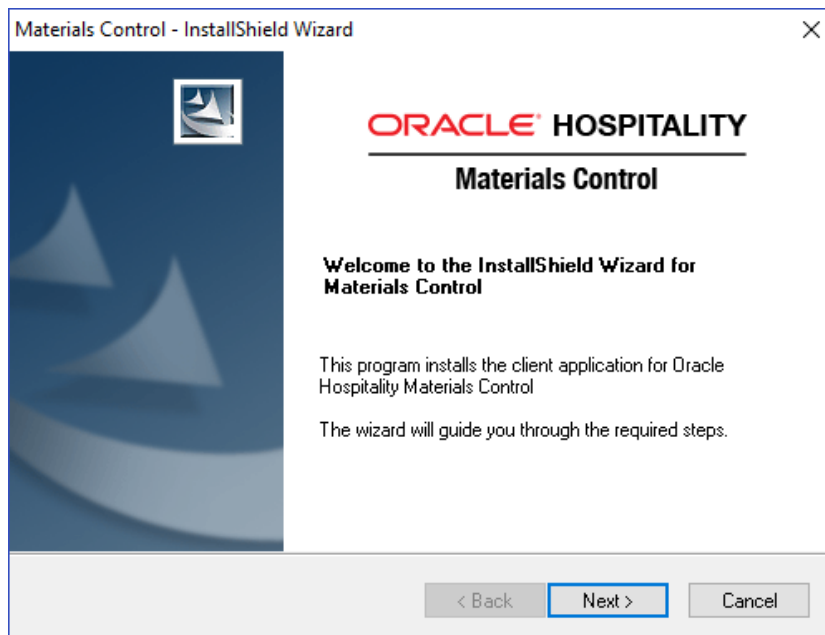 Materials Control - InstallShield Wizard
ORACLE® HOSPITALITY
Materials Control
Welcome to the InstallShield Wizard for
Materials Control
This program installs the client application for Oracle
Hospitality Materials Control
The wizard will guide you through the required steps.
< Back
Next >
Cancel